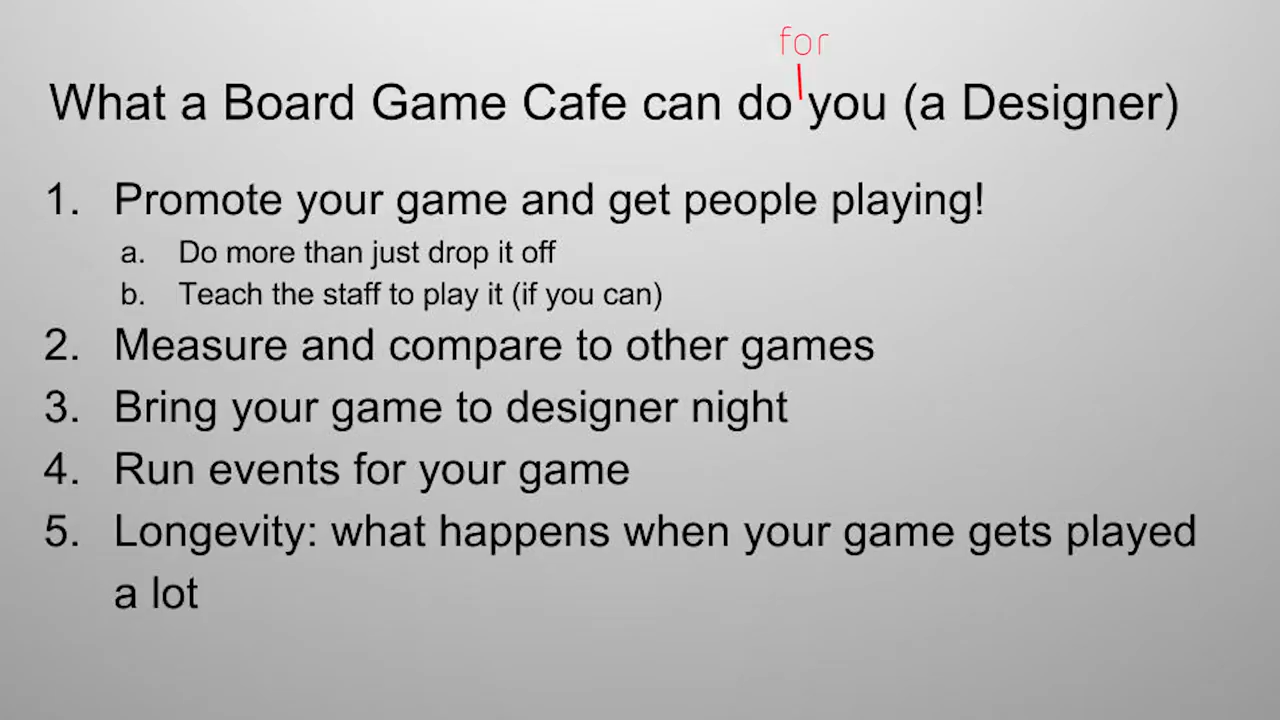 for
What a Board Game Cafe can do you (a Designer)
1. Promote your game and get people playing!
a. Do more than just drop it off
b. Teach the staff to play it (if you can)
2. Measure and compare to other games
3. Bring your game to designer night
4. Run events for your game
5. Longevity: what happens when your game gets played
a lot